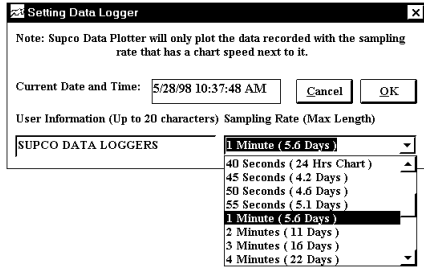 Setting Data Logger
Note: Supco Data Plotter will only plot the data recorded with the sampling
rate that has a chart speed next to it.
Current Date and Time: 5/28/98 10:37:48 AM Cancel OK
User Information (Up to 20 characters) Sampling Rate (Max Length)
SUPCO DATA LOGGERS 1 Minute ( 5.6 Days )
40 Seconds ( 24 Hrs Chart )
45 Seconds ( 4.2 Days )
50 Seconds ( 4.6 Days )
55 Seconds ( 5.1 Days )
1 Minute ( 5.6 Days )
2 Minutes ( 11 Days )
3 Minutes ( 16 Days )
4 Minutes ( 22 Days )